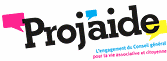 Projaide
L'engagement du Conseil général
pour la vie associative et citoyenne